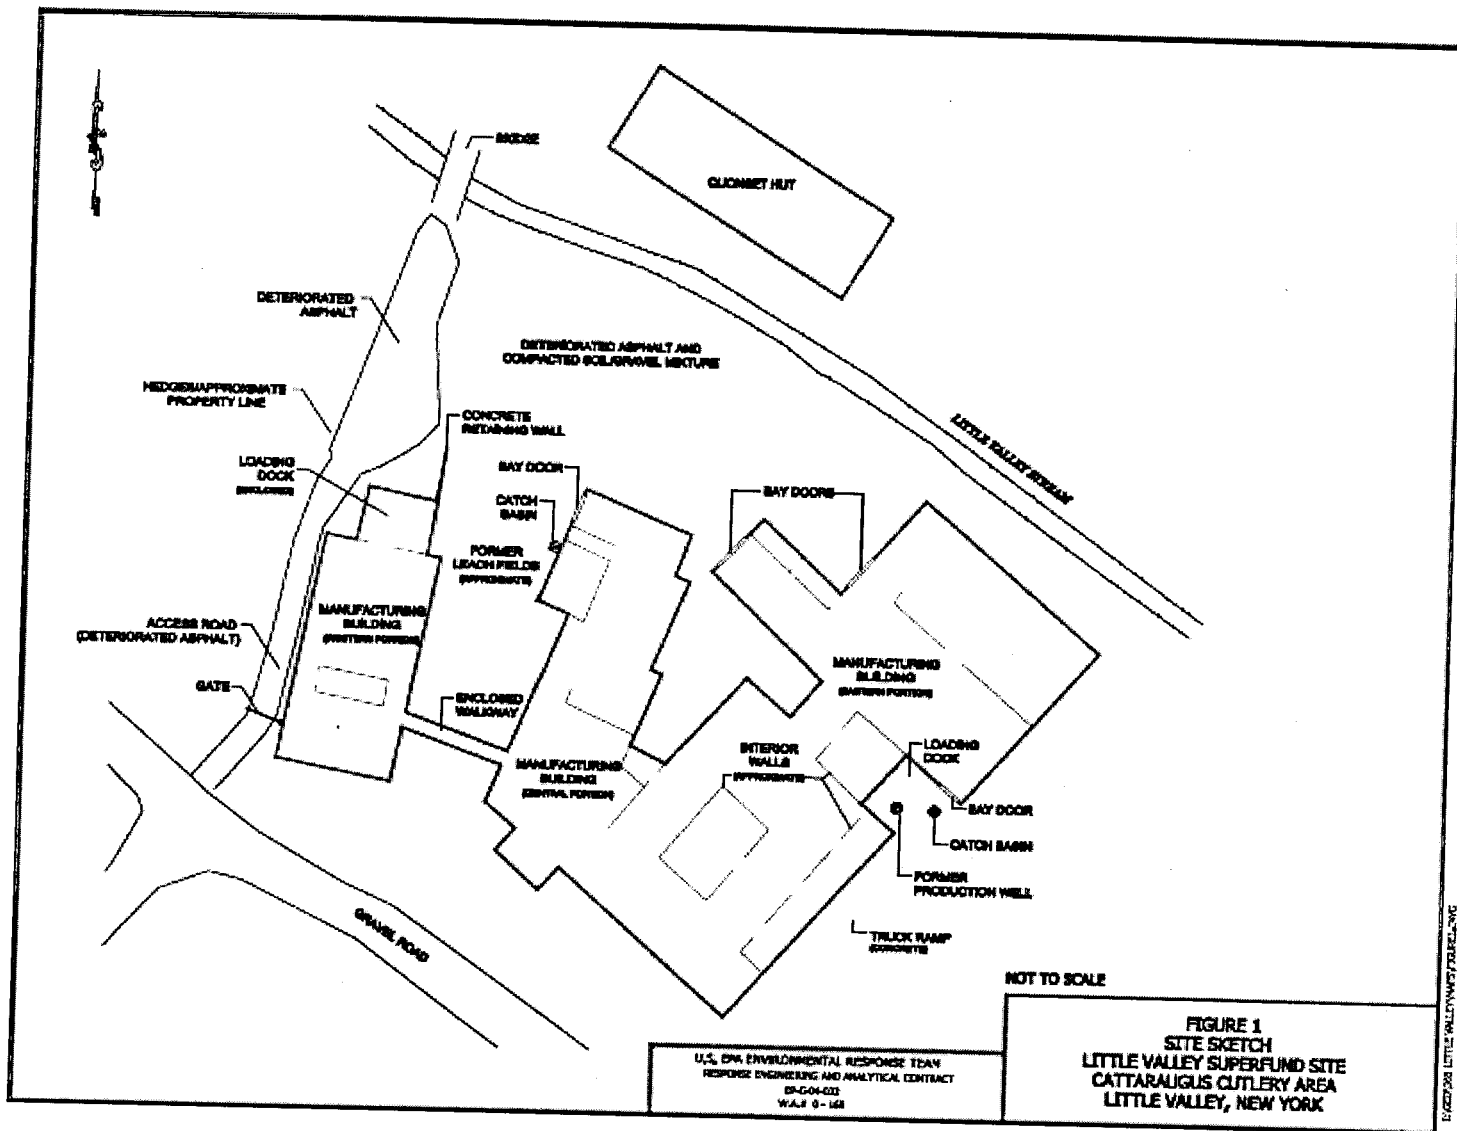 BRIDGE
QUONSET HUT
DETERIORATED
ASPHALT
DETERIORATED ASPHALT AND
COMPACTED SOIL/GRAVEL MIXTURE
HEDGES/APPROXIMATE
PROPERTY LINE
CONCRETE
RETAINING WALL
LITTLE VALLEY STREAM
LOADING
DOCK
(ENCLOSED)
BAY DOOR
CATCH
BASIN
BAY DOORS
FORMER
LEACH FIELDS
(APPROXIMATE)
MANUFACTURING
BUILDING
(WESTERN PORTION)
ACCESS ROAD
(DETERIORATED ASPHALT)
GATE
ENCLOSED
WALKWAY
MANUFACTURING
BUILDING
(EASTERN PORTION)
MANUFACTURING
BUILDING
(CENTRAL PORTION)
INTERIOR
WALLS
(APPROXIMATE)
LOADING
DOCK
BAY DOOR
CATCH BASIN
FORMER
PRODUCTION WELL
TRUCK RAMP
(CONCRETE)
GRAVEL ROAD
NOT TO SCALE
U.S. EPA ENVIRONMENTAL RESPONSE TEAM
RESPONSE ENGINEERING AND ANALYTICAL CONTRACT
W.A.# 0-168
FIGURE 1
SITE SKETCH
LITTLE VALLEY SUPERFUND SITE
CATTARAUGUS CUTLERY AREA
LITTLE VALLEY, NEW YORK